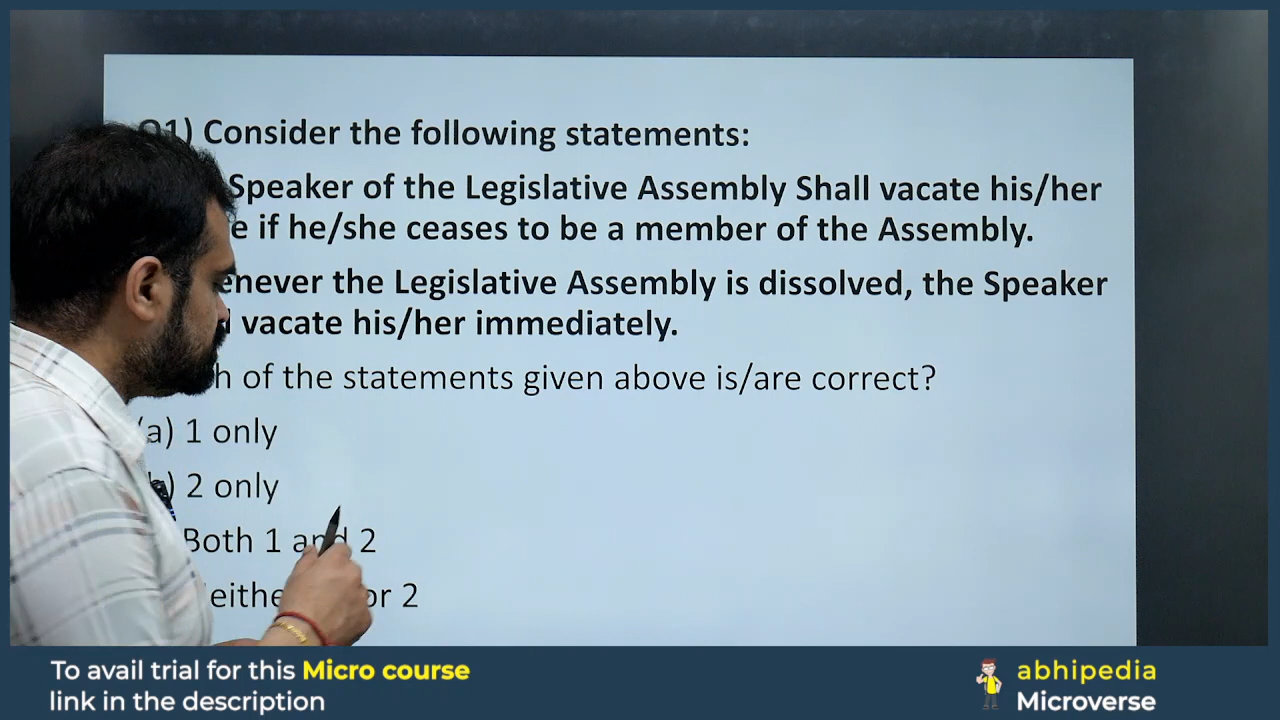 Q1) Consider the following statements:
Speaker of the Legislative Assembly Shall vacate his/her
if he/she ceases to be a member of the Assembly.
the Legislative Assembly is dissolved, the Speaker
vacate his/her immediately.
of the statements given above is/are correct?
(a) 1 only
2 only
Both 1 and 2
2
To avail trial for this Micro course
link in the description
abhipedia
Microverse